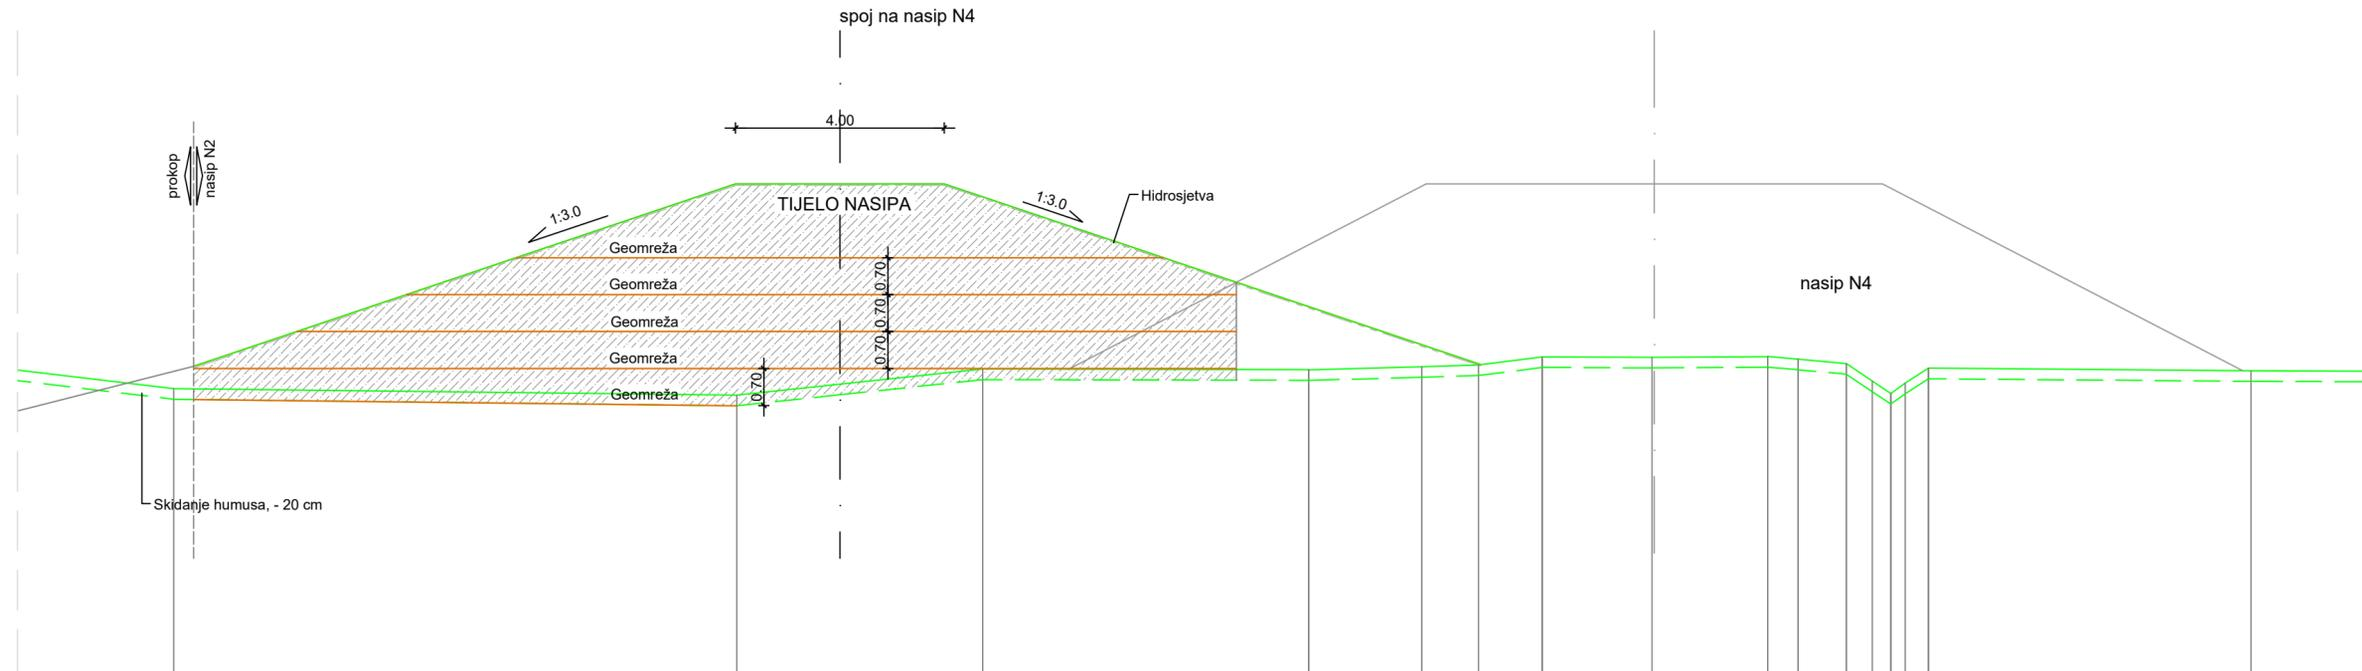 spoj na nasip N4
4.00
prokop
nasip N2
1:3.0
1:3.0
Hidrosjetva
TIJELO NASIPA
Geomreža
0.70
Geomreža
0.70
Geomreža
0.70
Geomreža
0.70
Geomreža
nasip N4
Skidanje humusa, - 20 cm